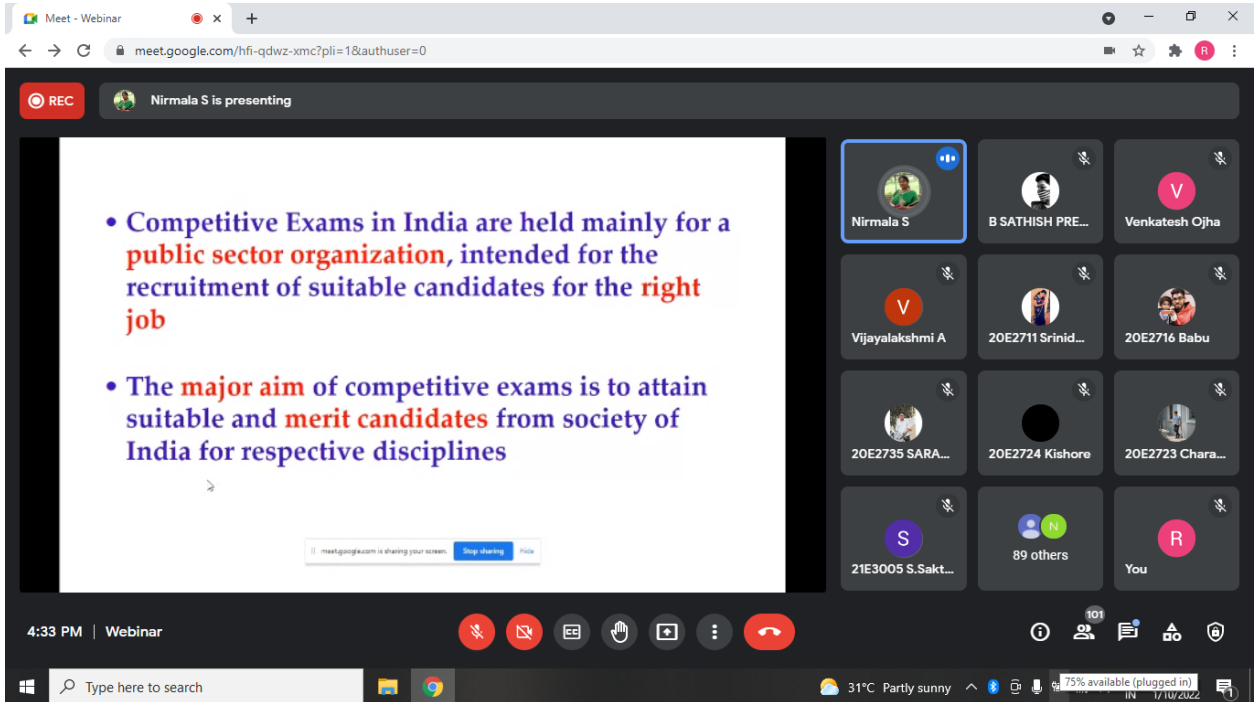 Meet - Webinar
meet.google.com/hfi-qdwz-xmc?pli=1&authuser=0
R
REC
Nirmala S is presenting
• Competitive Exams in India are held mainly for a
public sector organization, intended for the
recruitment of suitable candidates for the right
job
• The major aim of competitive exams is to attain
suitable and merit candidates from society of
India for respective disciplines
meet.google.com is sharing your screen. Stop sharing Hide
Nirmala S
B SATHISH PRE...
V
Venkatesh Ojha
V
Vijayalakshmi A
20E2711 Srinid...
20E2716 Babu
20E2735 SARA...
20E2724 Kishore
20E2723 Chara...
S
21E3005 S.Sakt...
N
89 others
R
You
4:33 PM | Webinar
CC
101
Type here to search
31°C Partly sunny
75% available (plugged in)
IN 1/10/2022
1